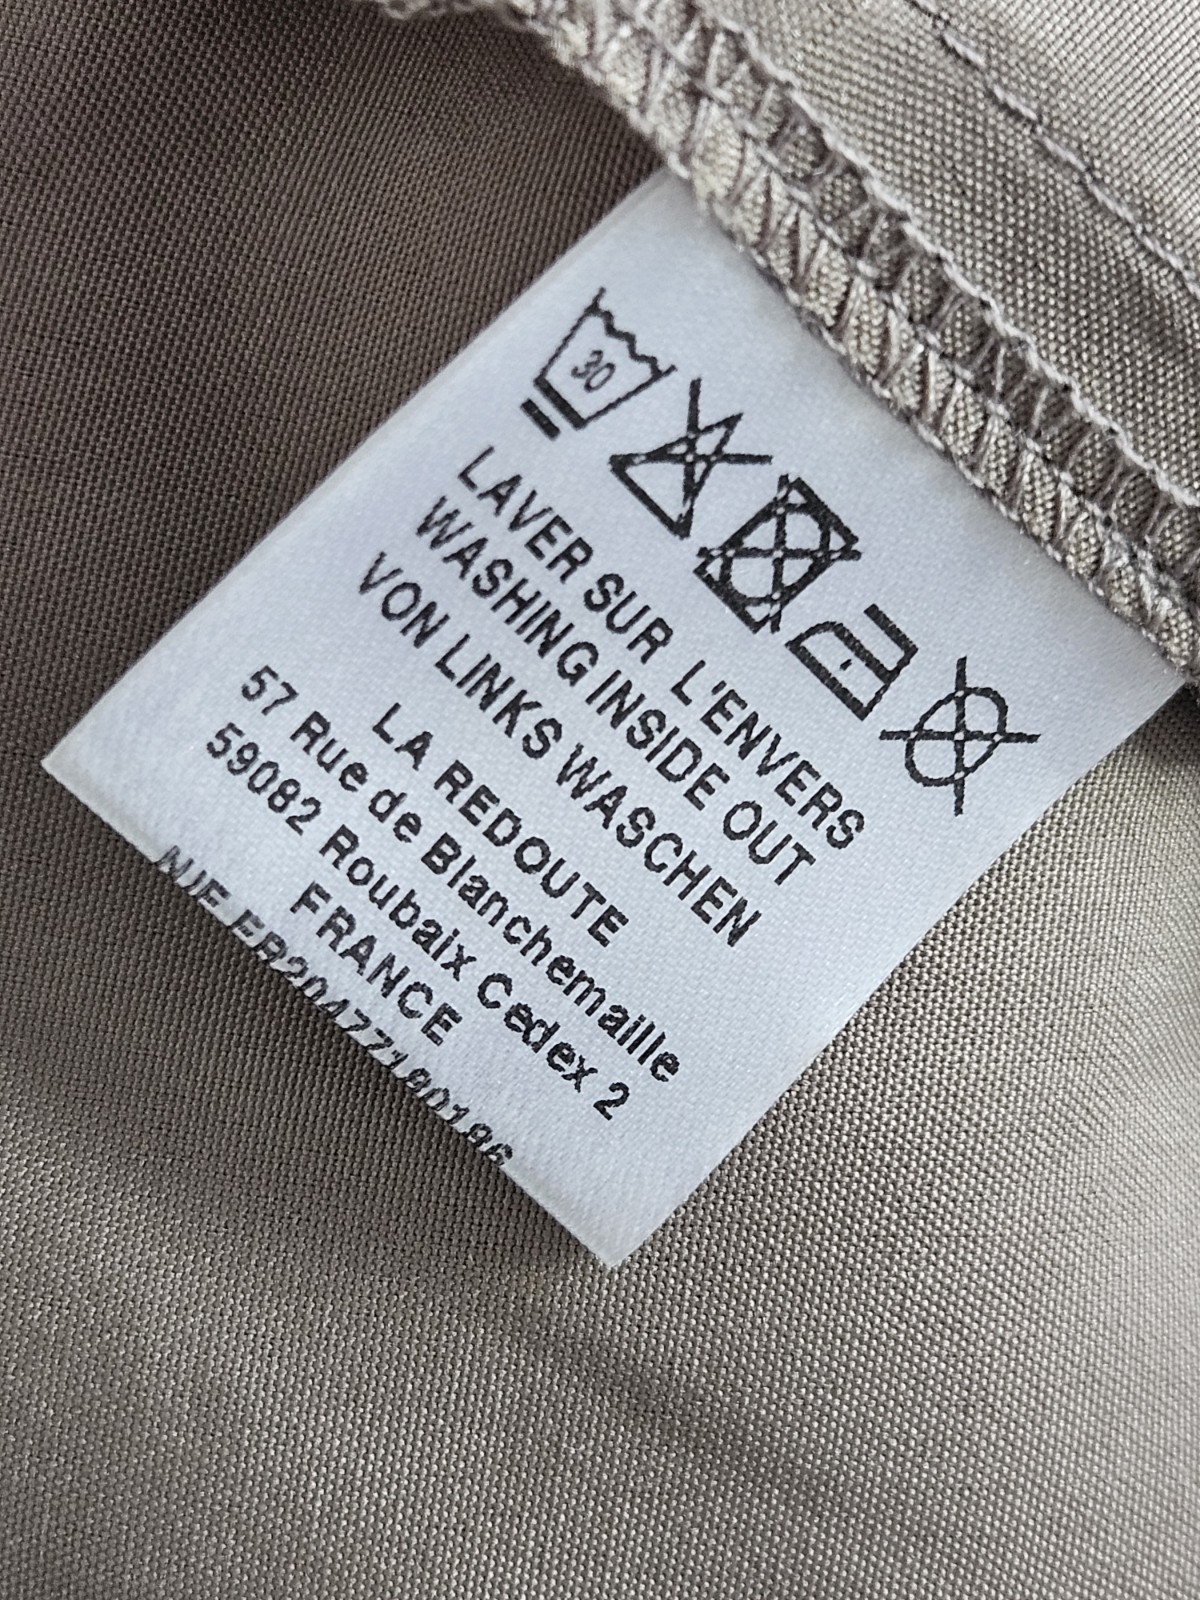 30
LAVER SUR L'ENVERS
WASHING INSIDE OUT
VON LINKS WASCHEN
LA REDOUTE
57 Rue de Blanchemaille
59082 Roubaix Cedex 2
FRANCE